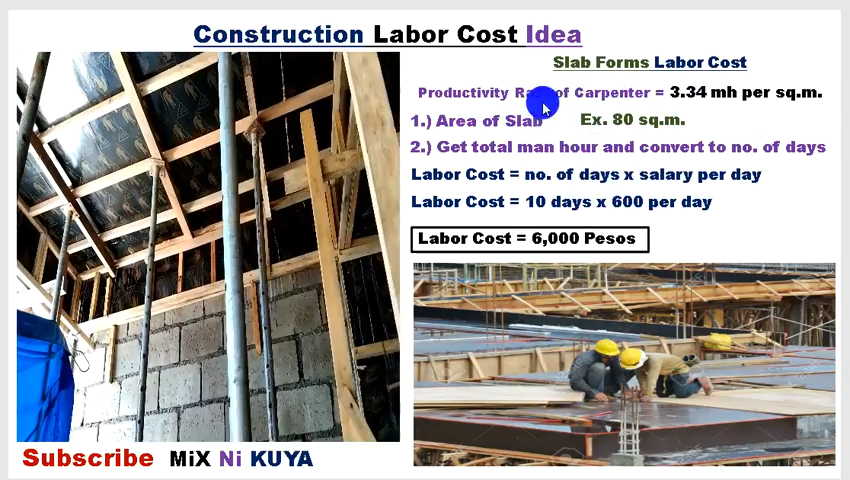 Construction Labor Cost Idea
Slab Forms Labor Cost
Productivity of Carpenter = 3.34 mh per sq.m.
1.) Area of Slab Ex. 80 sq.m.
2.) Get total man hour and convert to no. of days
Labor Cost = no. of days x salary per day
Labor Cost = 10 days x 600 per day
Labor Cost = 6,000 Pesos
Subscribe MiX Ni KUYA